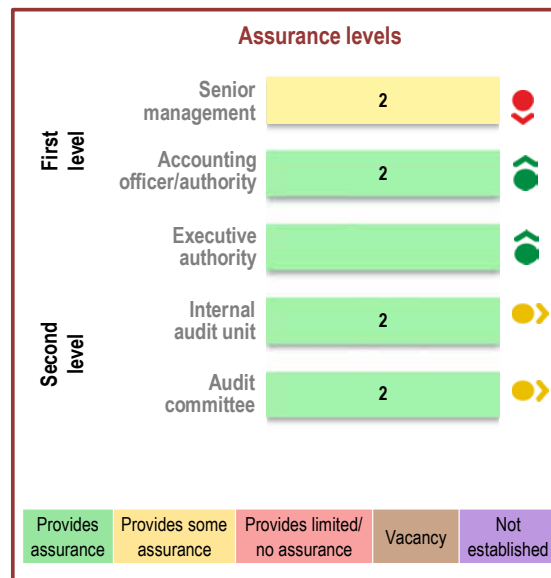 Assurance levels
First
level
Senior
management
2
Accounting
officer/authority
2
Executive
authority
Second
level
Internal
audit unit
2
Audit
committee
2
Provides
assurance
Provides some
assurance
Provides limited/
no assurance
Vacancy
Not
established